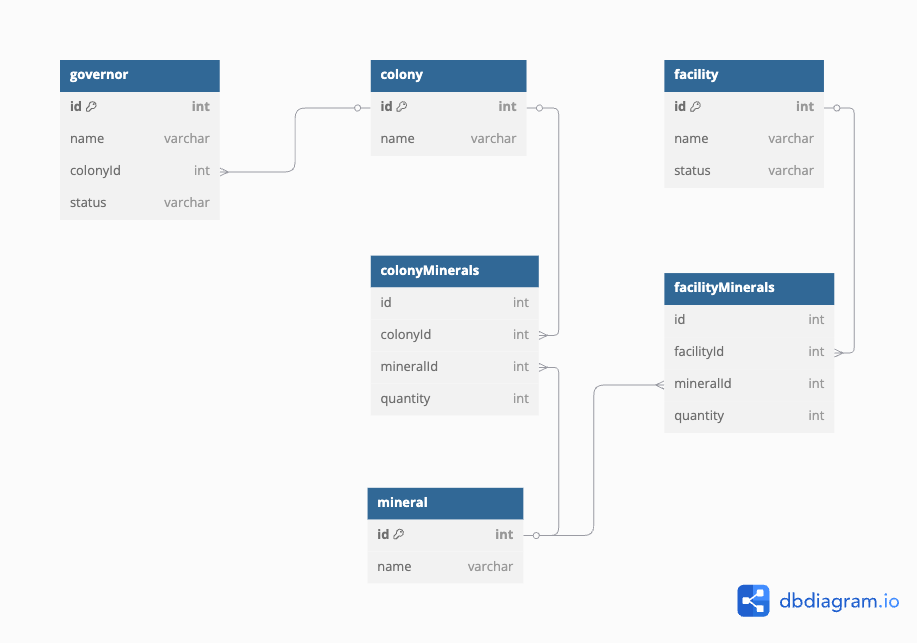 governor
id int
name varchar
colonyId int
status varchar
colony
id int
name varchar
facility
id int
name varchar
status varchar
colonyMinerals
id int
colonyId int
mineralId int
quantity int
facilityMinerals
id int
facilityId int
mineralId int
quantity int
mineral
id int
name varchar
dbdiagram.io